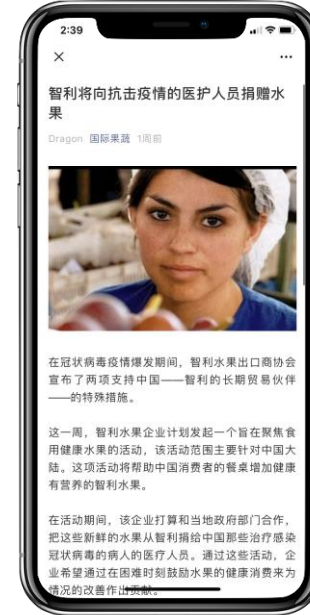 2:39
智利将向抗击疫情的医护人员捐赠水
果
Dragon 国际果蔬 1周前
在冠状病毒疫情爆发期间，智利水果出口商协会
宣布了两项支持中国——智利的长期贸易伙伴
——的特殊措施。
这一周，智利水果企业计划发起一个旨在聚焦食
用健康水果的活动，该活动范围主要针对中国大
陆。这项活动将帮助中国消费者的餐桌增加健康
有营养的智利水果。
在活动期间，该企业打算和当地政府部门合作，
把这些新鲜的水果从智利捐给中国那些治疗感染
冠状病毒的病人的医疗人员。通过这些活动，企
业希望通过在困难时刻鼓励水果的健康消费来为
情况的改善作出贡献。